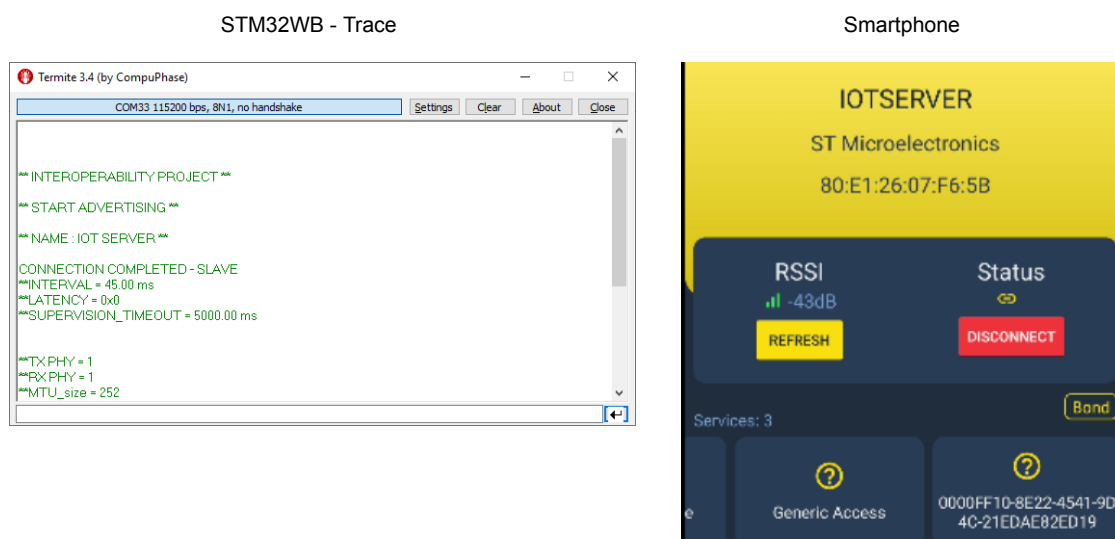 STM32WB - Trace
Termite 3.4 (by CompuPhase)
COM33 115200 bps, 8N1, no handshake
Settings
Clear
About
Close
** INTEROPERABILITY PROJECT **
** START ADVERTISING **
** NAME : IOT SERVER **
CONNECTION COMPLETED - SLAVE
**INTERVAL = 45.00 ms
**LATENCY = 0x0
**SUPERVISION_TIMEOUT = 5000.00 ms
**TX PHY = 1
**RX PHY = 1
**MTU_size = 252
Smartphone
IOTSERVER
ST Microelectronics
80:E1:26:07:F6:5B
RSSI
-43dB
REFRESH
Status
DISCONNECT
Services: 3
Bond
e
Generic Access
0000FF10-8E22-4541-9D
4C-21EDAE82ED19